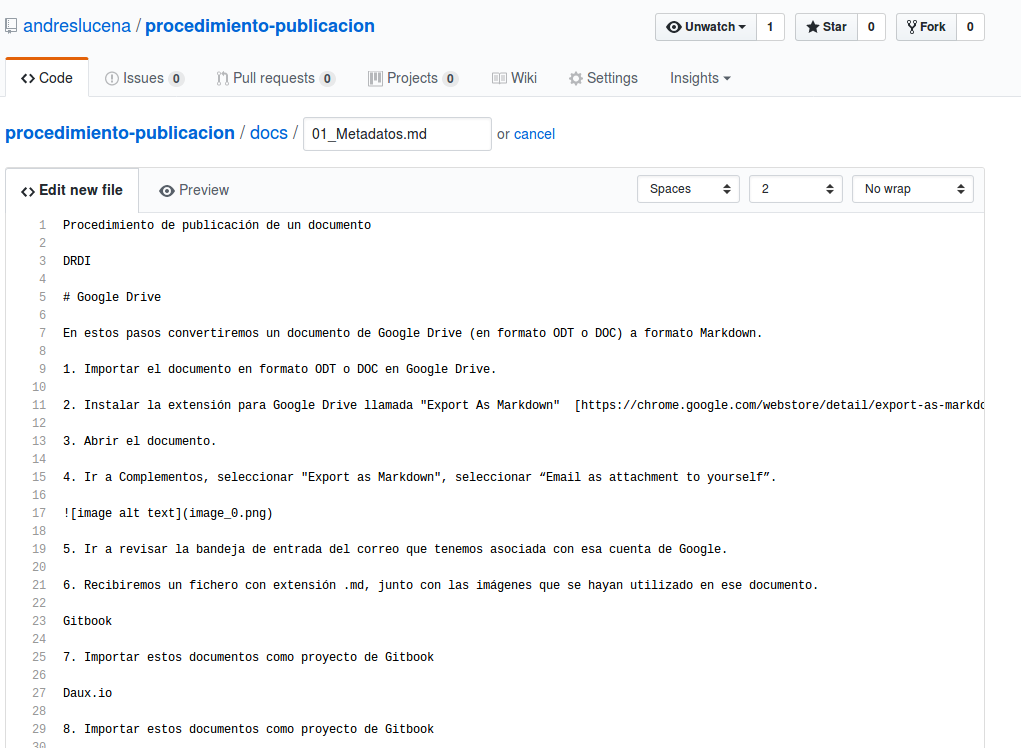 andreslucena / procedimiento-publicacion
Unwatch 1 Star 0 Fork 0
<> Code Issues 0 Pull requests 0 Projects 0 Wiki Settings Insights
procedimiento-publicacion / docs / 01_Metadatos.md or cancel
<> Edit new file Preview Spaces 2 No wrap
1 Procedimiento de publicación de un documento
2
3 DRDI
4
5 # Google Drive
6
7 En estos pasos convertiremos un documento de Google Drive (en formato ODT o DOC) a formato Markdown.
8
9 1. Importar el documento en formato ODT o DOC en Google Drive.
10
11 2. Instalar la extensión para Google Drive llamada "Export As Markdown"  [https://chrome.google.com/webstore/detail/export-as-markdo
12
13 3. Abrir el documento.
14
15 4. Ir a Complementos, seleccionar "Export as Markdown", seleccionar “Email as attachment to yourself”.
16
17 ![image alt text](image_0.png)
18
19 5. Ir a revisar la bandeja de entrada del correo que tenemos asociada con esa cuenta de Google.
20
21 6. Recibiremos un fichero con extensión .md, junto con las imágenes que se hayan utilizado en ese documento.
22
23 Gitbook
24
25 7. Importar estos documentos como proyecto de Gitbook
26
27 Daux.io
28
29 8. Importar estos documentos como proyecto de Gitbook
30